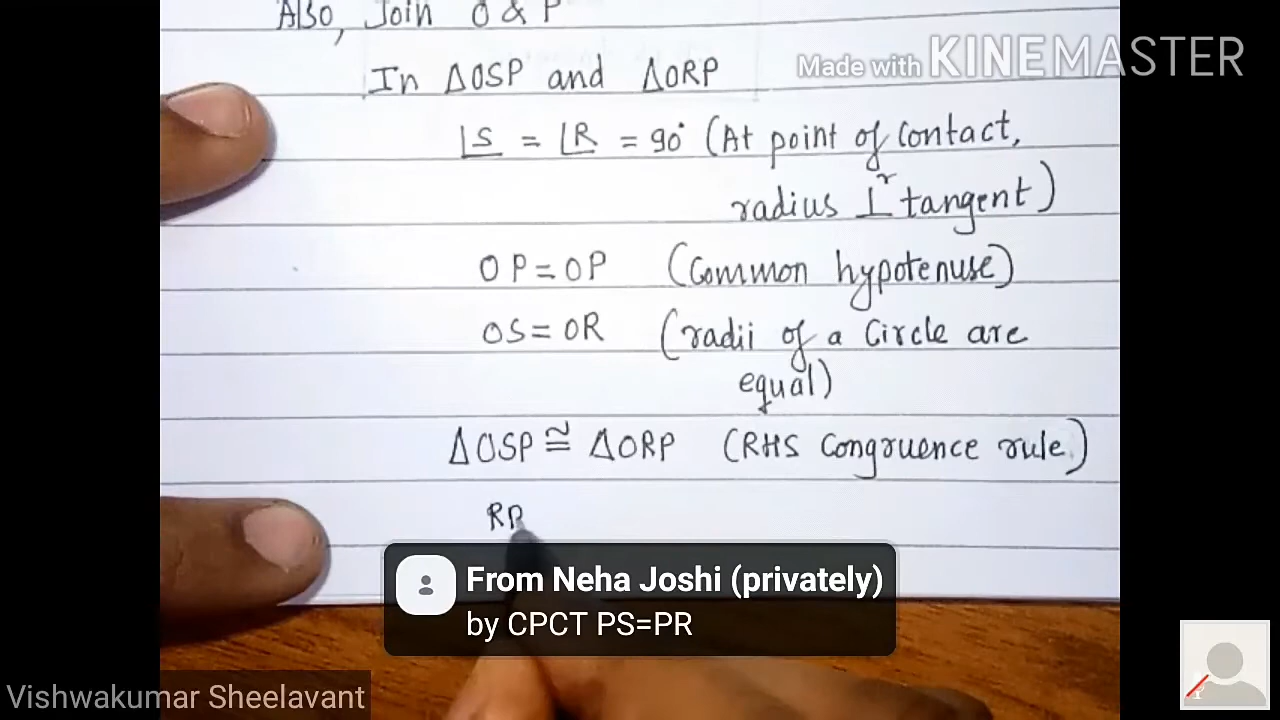 Also, Join O & P
Made with KINEMASTER
In ΔOSP and ΔORP
∠S = ∠R = 90° (At point of contact,
radius ⊥r tangent)
OP = OP (Common hypotenuse)
OS = OR (radii of a Circle are
equal)
ΔOSP ≅ ΔORP (RHS Congruence rule.)
RP
From Neha Joshi (privately)
by CPCT PS=PR
Vishwakumar Sheelavant